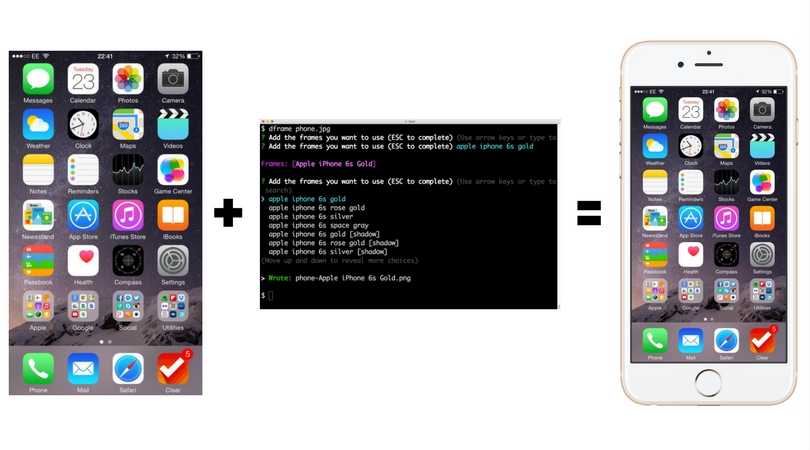 EE 22:41 32%
Tuesday
23
Messages Calendar Photos Camera
Weather Clock Maps Videos
Notes Reminders Stocks Game Center
Newsstand App Store iTunes Store iBooks
Passbook Health Compass Settings
Apple Google Social Utilities
5
Phone Mail Safari Clear
+
$ dframe phone.jpg
? Add the frames you want to use (ESC to complete) (Use arrow keys or type to
? Add the frames you want to use (ESC to complete) apple iphone 6s gold
Frames: [Apple iPhone 6s Gold]
? Add the frames you want to use (ESC to complete) (Use arrow keys or type to
search)
❯ apple iphone 6s gold
apple iphone 6s rose gold
apple iphone 6s silver
apple iphone 6s space gray
apple iphone 6s gold [shadow]
apple iphone 6s rose gold [shadow]
apple iphone 6s silver [shadow]
(Move up and down to reveal more choices)
> Wrote: phone-Apple iPhone 6s Gold.png
$
=
EE 22:41 32%
Tuesday
23
Messages Calendar Photos Camera
Weather Clock Maps Videos
Notes Reminders Stocks Game Center
Newsstand App Store iTunes Store iBooks
Passbook Health Compass Settings
Apple Google Social Utilities
5
Phone Mail Safari Clear